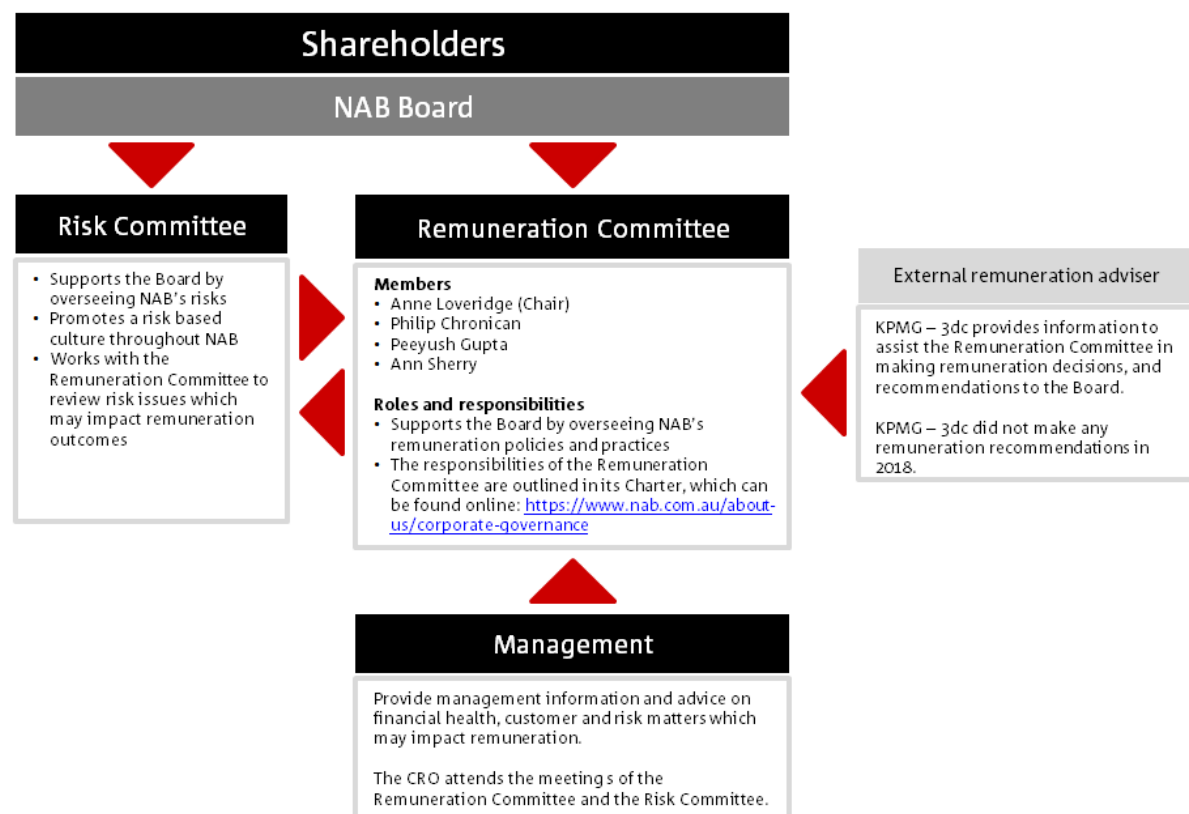 Shareholders
NAB Board
Risk Committee
• Supports the Board by
overseeing NAB's risks
• Promotes a risk based
culture throughout NAB
• Works with the
Remuneration Committee to
review risk issues which
may impact remuneration
outcomes
Remuneration Committee
Members
• Anne Loveridge (Chair)
• Philip Chronican
• Peeyush Gupta
• Ann Sherry
Roles and responsibilities
• Supports the Board by overseeing NAB's
remuneration policies and practices
• The responsibilities of the Remuneration
Committee are outlined in its Charter, which can
be found online: https://www.nab.com.au/about-
us/corporate-governance
External remuneration adviser
KPMG – 3dc provides information to
assist the Remuneration Committee in
making remuneration decisions, and
recommendations to the Board.
KPMG – 3dc did not make any
remuneration recommendations in
2018.
Management
Provide management information and advice on
financial health, customer and risk matters which
may impact remuneration.
The CRO attends the meetings of the
Remuneration Committee and the Risk Committee.